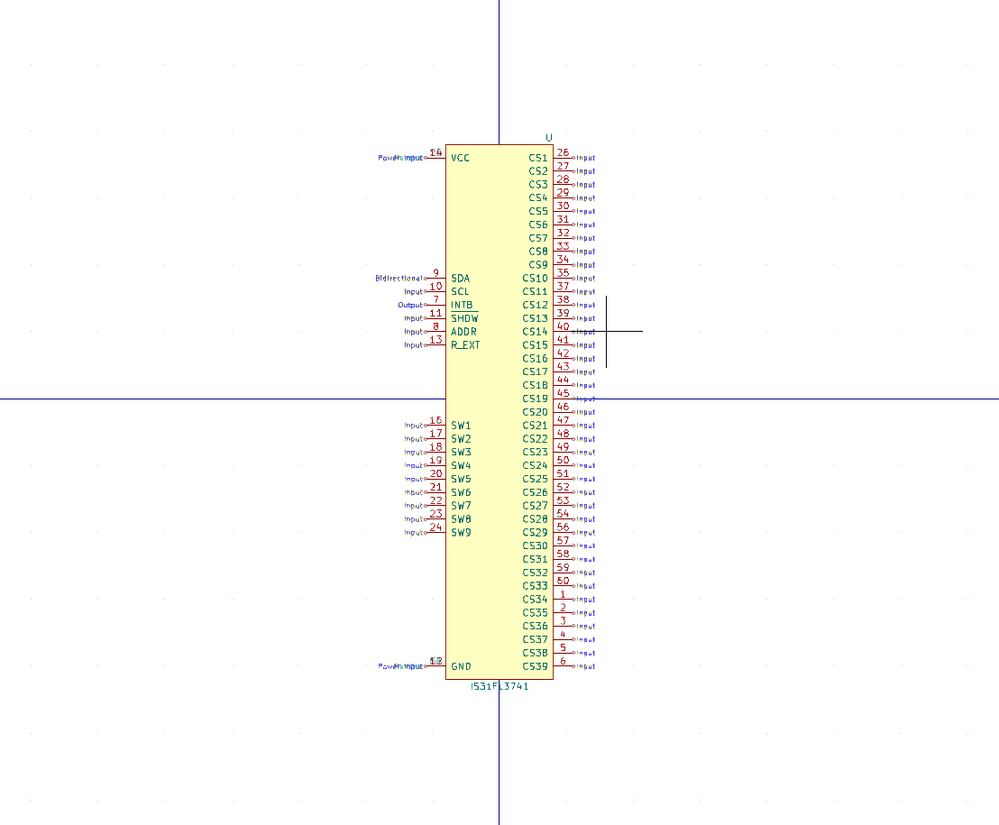 U
14 VCC CS1 26 Input
CS2 27 Input
CS3 28 Input
CS4 29 Input
CS5 30 Input
CS6 31 Input
CS7 32 Input
CS8 33 Input
CS9 34 Input
Bidirectional 9 SDA CS10 35 Input
Input 10 SCL CS11 37 Input
Output 7 INTB CS12 38 Input
Input 11 SHDW CS13 39 Input
Input 8 ADDR CS14 40 Input
Input 13 R_EXT CS15 41 Input
CS16 42 Input
CS17 43 Input
CS18 44 Input
CS19 45 Input
CS20 46 Input
Input 16 SW1 CS21 47 Input
Input 17 SW2 CS22 48 Input
Input 18 SW3 CS23 49 Input
Input 19 SW4 CS24 50 Input
Input 20 SW5 CS25 51 Input
Input 21 SW6 CS26 52 Input
Input 22 SW7 CS27 53 Input
Input 23 SW8 CS28 54 Input
Input 24 SW9 CS29 56 Input
CS30 57 Input
CS31 58 Input
CS32 59 Input
CS33 60 Input
CS34 1 Input
CS35 2 Input
CS36 3 Input
CS37 4 Input
CS38 5 Input
GND CS39 6 Input
IS31FL3741